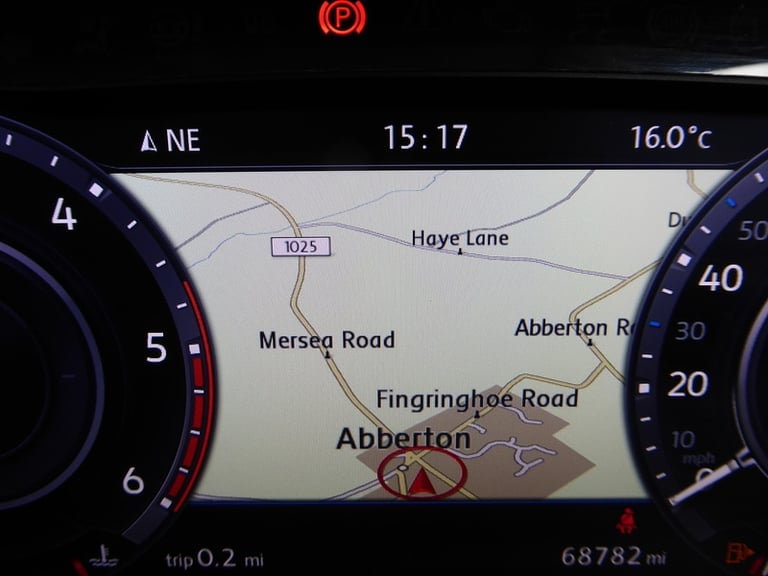 P
NE 15:17 16.0°c
4
1025 Haye Lane
50
40
5 Mersea Road Abberton R 30
20
Fingringhoe Road
Abberton 10
mph
6 0
trip 0.2 mi 68782 mi